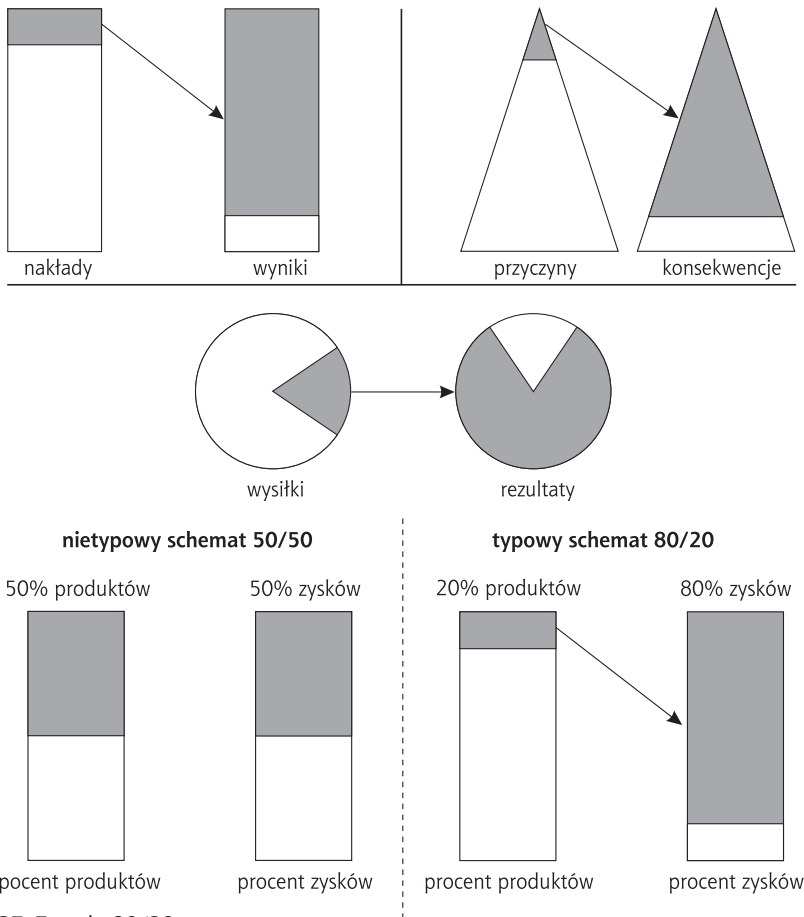 nakłady wyniki przyczyny konsekwencje
wysiłki rezultaty
nietypowy schemat 50/50 typowy schemat 80/20
50% produktów 50% zysków 20% produktów 80% zysków
pocent produktów procent zysków procent produktów procent zysków